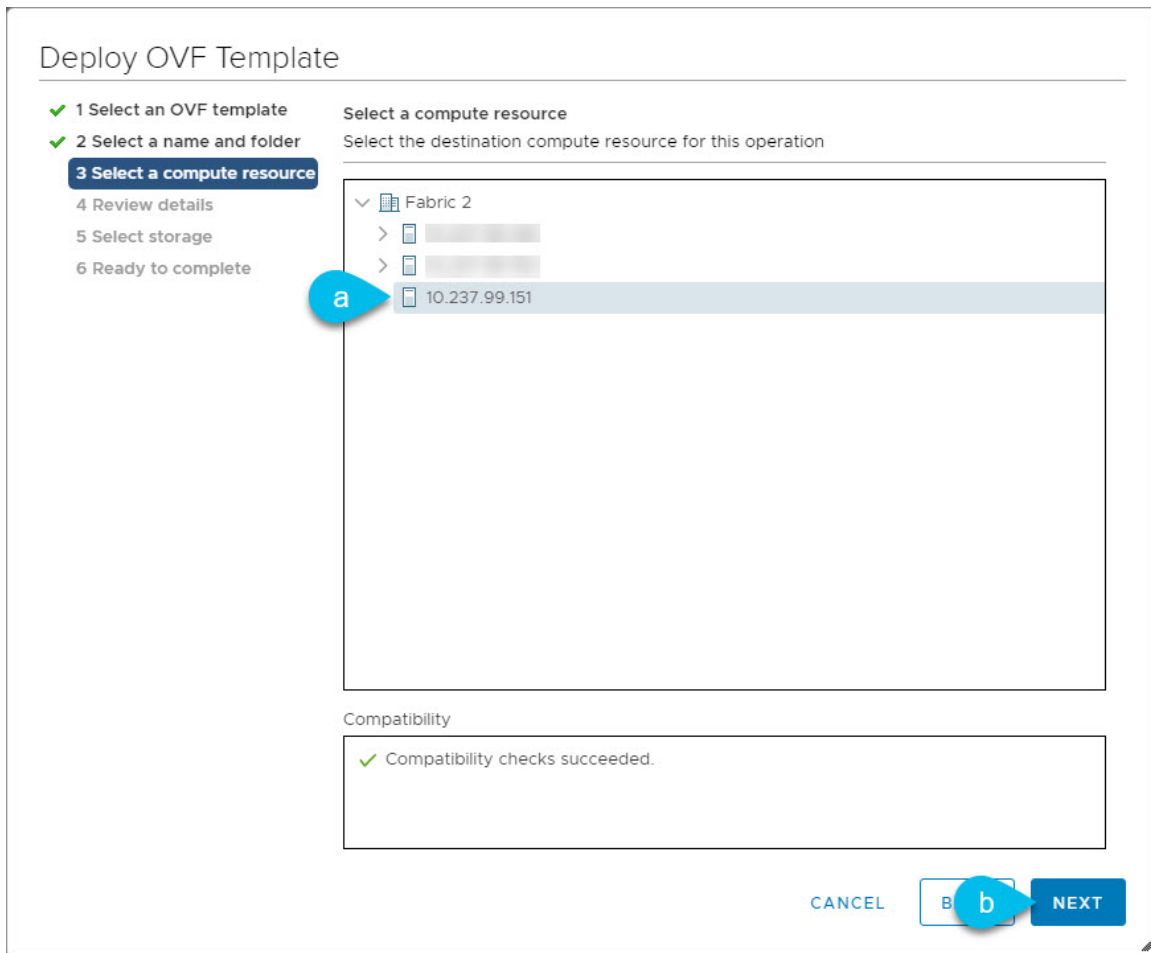 Deploy OVF Template
1 Select an OVF template
2 Select a name and folder
3 Select a compute resource
4 Review details
5 Select storage
6 Ready to complete
Select a compute resource
Select the destination compute resource for this operation
Fabric 2
a
10.237.99.151
Compatibility
Compatibility checks succeeded.
CANCEL
b
NEXT